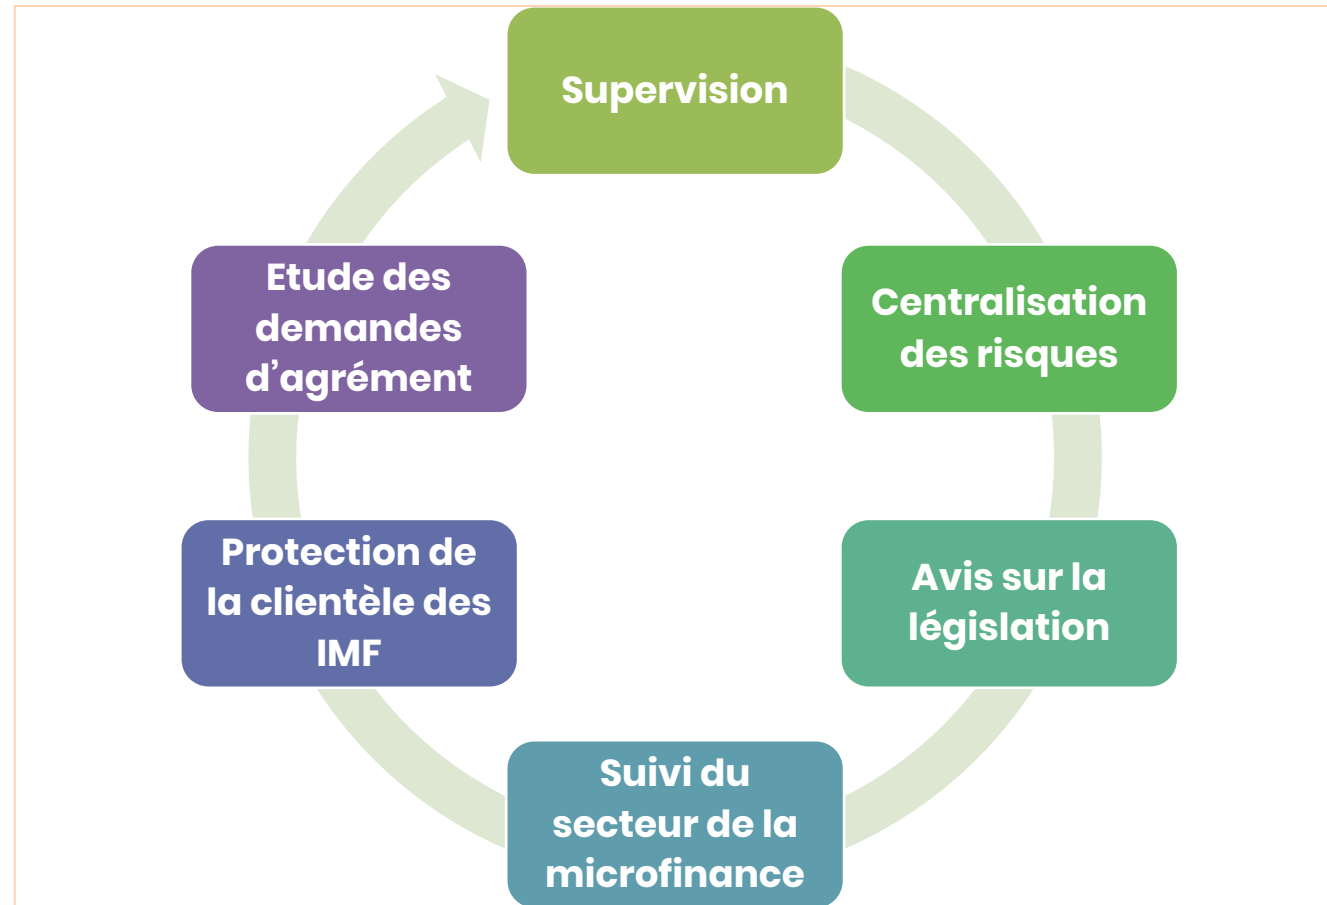 Supervision
Centralisation
des risques
Avis sur la
législation
Suivi du
secteur de la
microfinance
Protection de
la clientèle des
IMF
Etude des
demandes
d’agrément